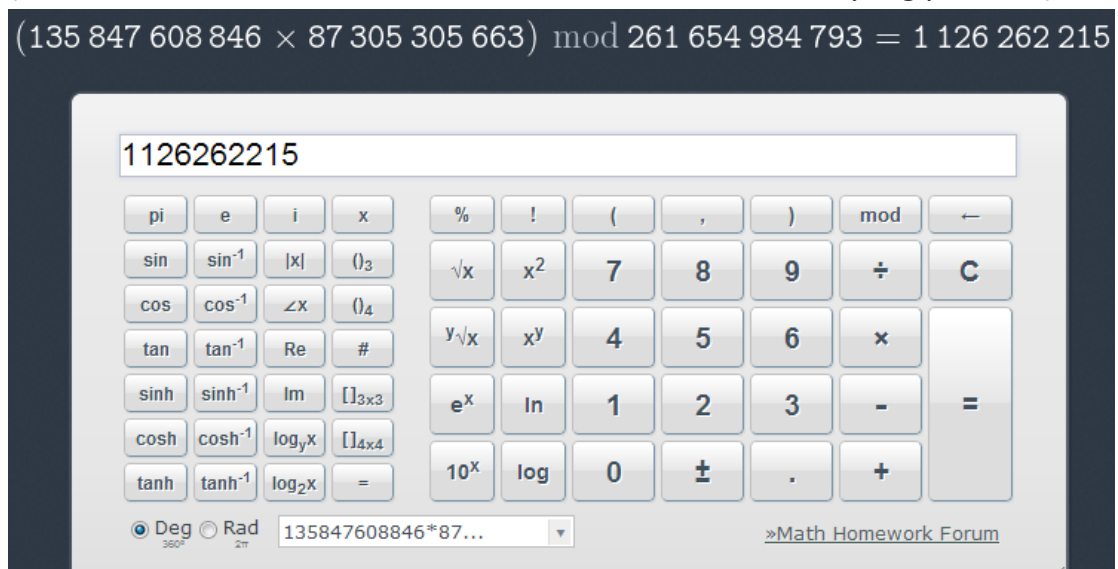 (135 847 608 846 × 87 305 305 663) mod 261 654 984 793 = 1 126 262 215
1126262215
pi e i x % ! ( , ) mod ←
sin sin⁻¹ |x| ()₃ √x x² 7 8 9 ÷ C
cos cos⁻¹ ∠x ()₄
tan tan⁻¹ Re # ʸ√x xʸ 4 5 6 ×
sinh sinh⁻¹ Im []₃ₓ₃ eˣ ln 1 2 3 - =
cosh cosh⁻¹ logᵧx []₄ₓ₄
tanh tanh⁻¹ log₂x = 10ˣ log 0 ± . +
Deg Rad 135847608846*87... »Math Homework Forum
360º 2π